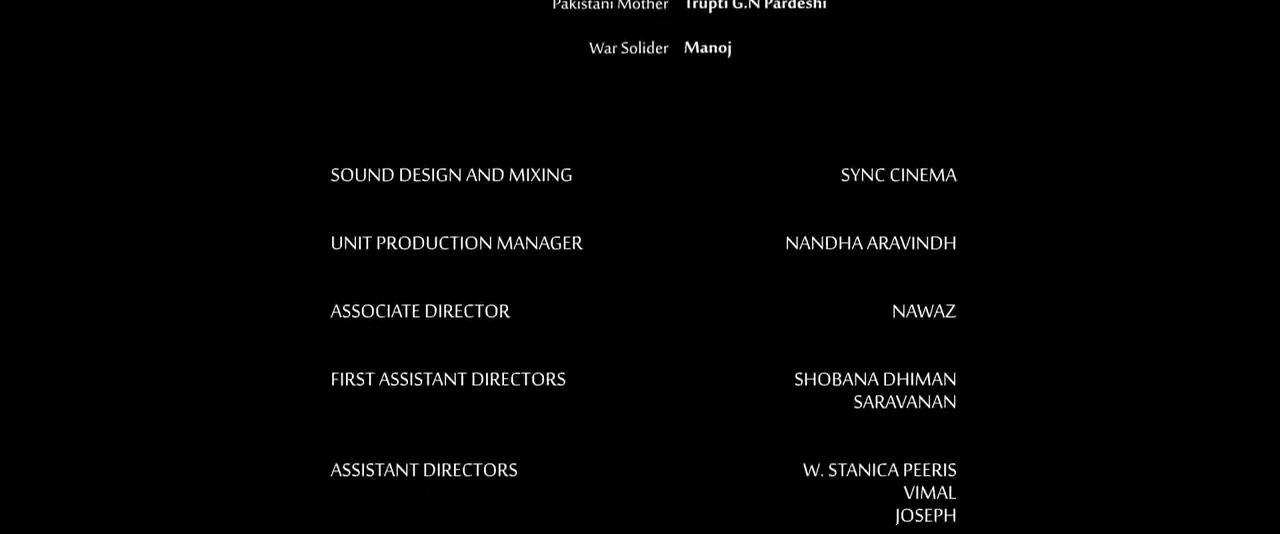 Pakistani Mother Trupti G.N Pardeshi
War Solider Manoj
SOUND DESIGN AND MIXING SYNC CINEMA
UNIT PRODUCTION MANAGER NANDHA ARAVINDH
ASSOCIATE DIRECTOR NAWAZ
FIRST ASSISTANT DIRECTORS SHOBANA DHIMAN
SARAVANAN
ASSISTANT DIRECTORS W. STANICA PEERIS
VIMAL
JOSEPH